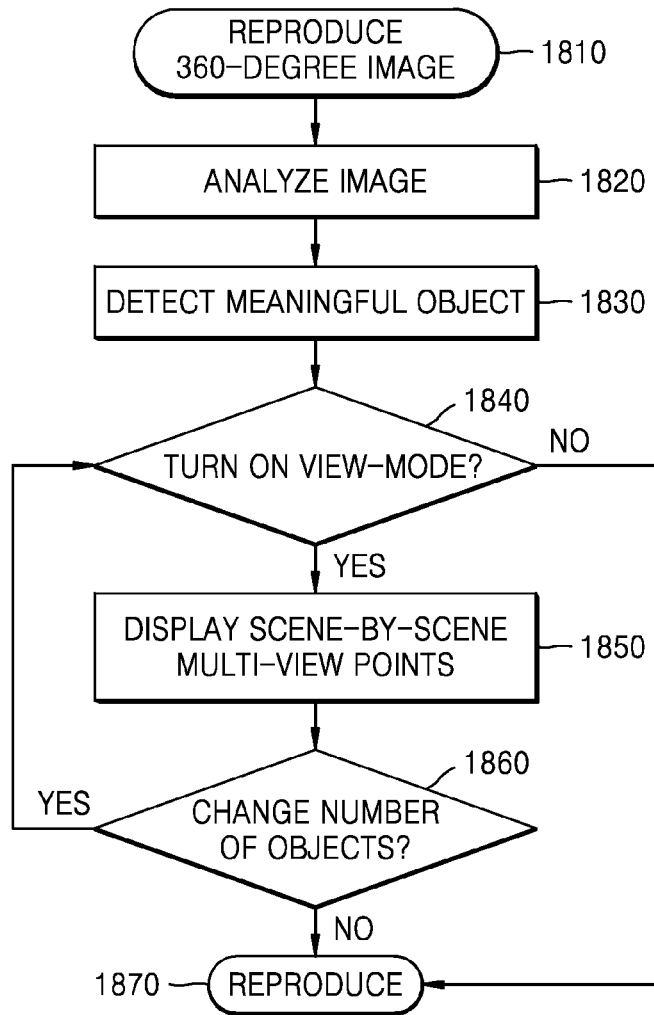 REPRODUCE
360-DEGREE IMAGE
1810
ANALYZE IMAGE
1820
DETECT MEANINGFUL OBJECT
1830
1840
TURN ON VIEW-MODE?
NO
YES
DISPLAY SCENE-BY-SCENE
MULTI-VIEW POINTS
1850
1860
YES
CHANGE NUMBER
OF OBJECTS?
NO
1870
REPRODUCE